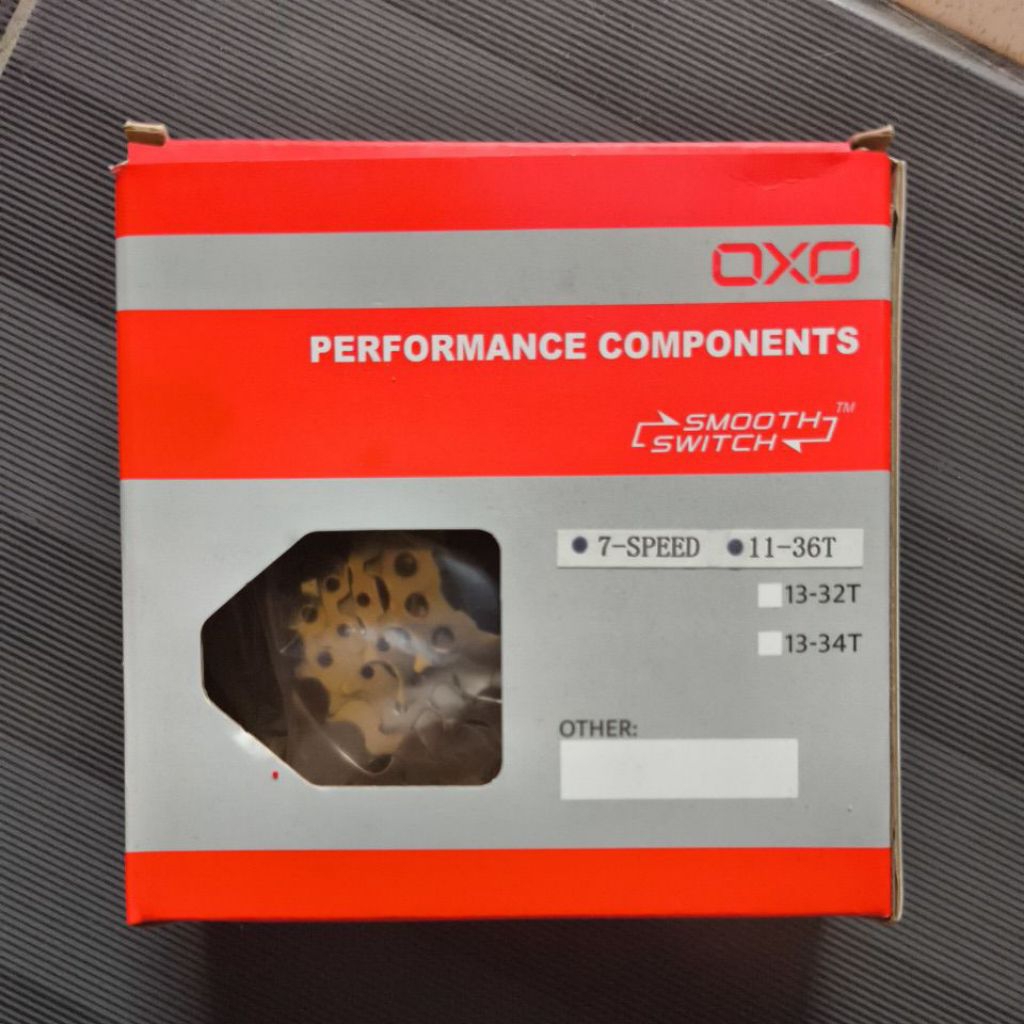 OXO
PERFORMANCE COMPONENTS
SMOOTH TM
SWITCH
7-SPEED 11-36T
13-32T
13-34T
OTHER: